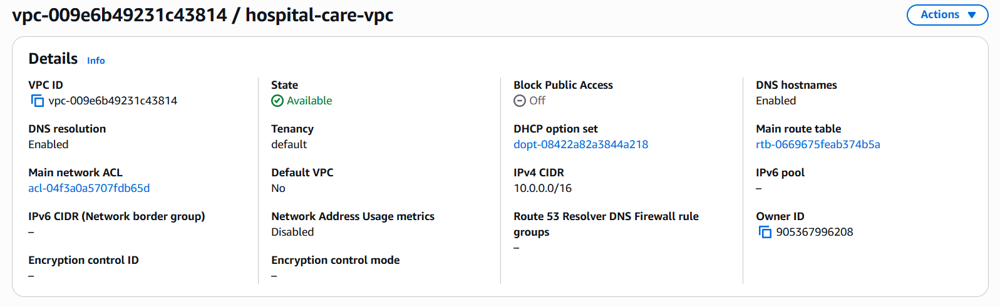 vpc-009e6b49231c43814 / hospital-care-vpc
Actions
Details Info
VPC ID
vpc-009e6b49231c43814
State
Available
Block Public Access
Off
DNS hostnames
Enabled
DNS resolution
Enabled
Tenancy
default
DHCP option set
dopt-08422a82a3844a218
Main route table
rtb-0669675feab374b5a
Main network ACL
acl-04f3a0a5707fdb65d
Default VPC
No
IPv4 CIDR
10.0.0.0/16
IPv6 pool
–
IPv6 CIDR (Network border group)
–
Network Address Usage metrics
Disabled
Route 53 Resolver DNS Firewall rule
groups
–
Owner ID
905367996208
Encryption control ID
–
Encryption control mode
–